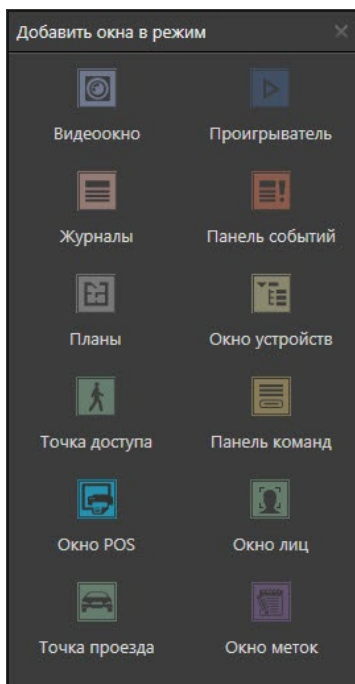 Добавить окна в режим
Видеоокно Проигрыватель
Журналы Панель событий
Планы Окно устройств
Точка доступа Панель команд
Окно POS Окно лиц
Точка проезда Окно меток